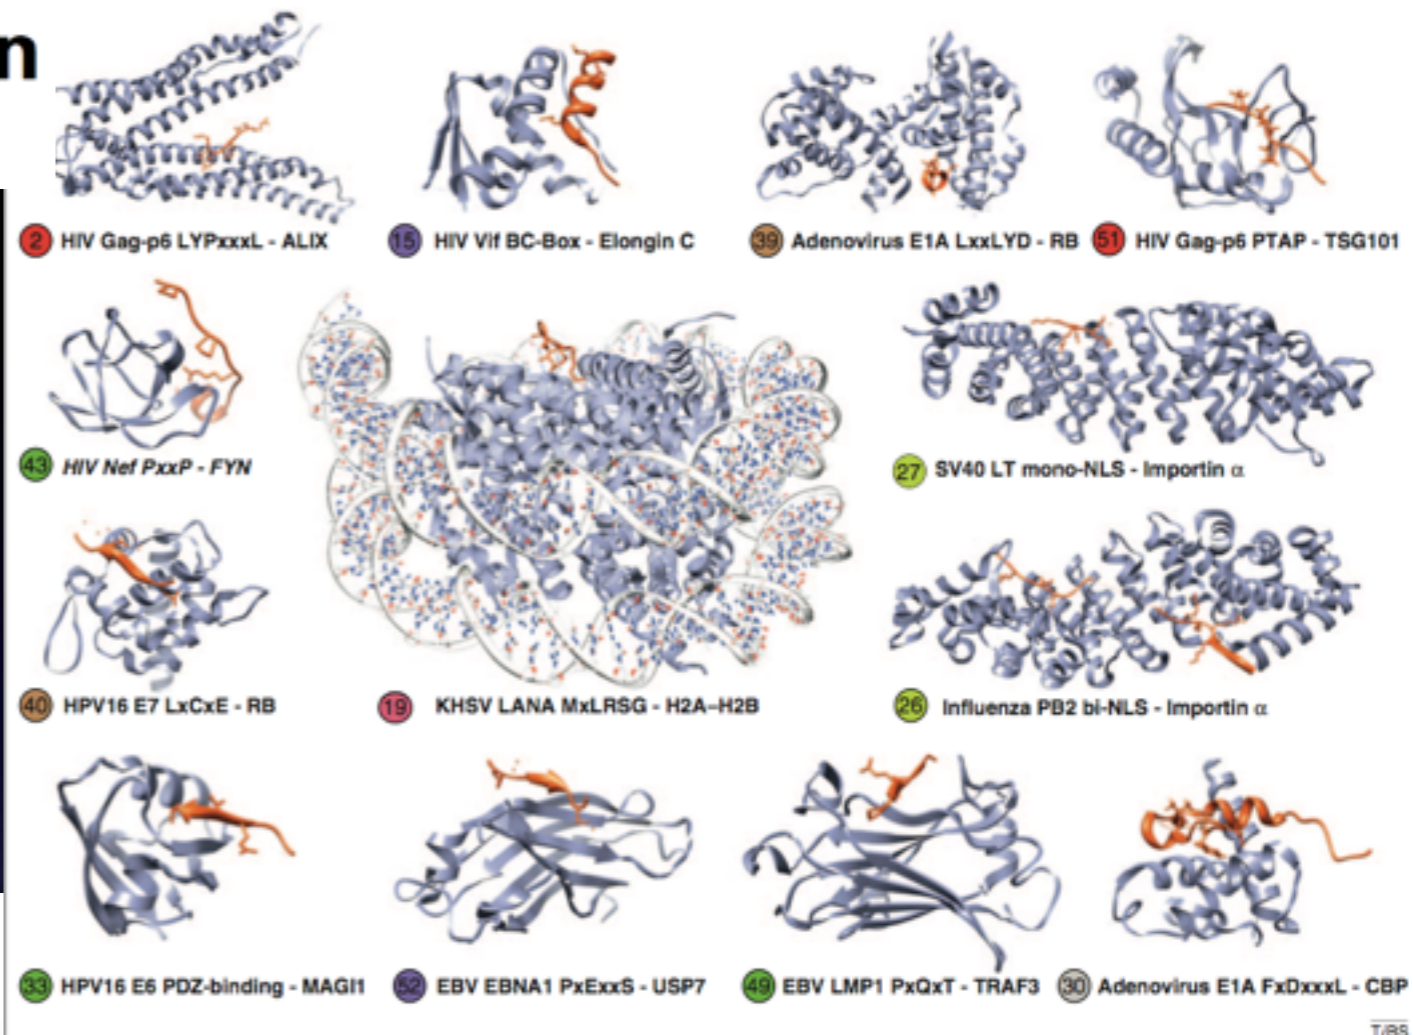 n
2 HIV Gag-p6 LYPxxxL - ALIX
15 HIV Vif BC-Box - Elongin C
39 Adenovirus E1A LxxLYD - RB
51 HIV Gag-p6 PTAP - TSG101
43 HIV Nef PxxP - FYN
27 SV40 LT mono-NLS - Importin α
40 HPV16 E7 LxCxE - RB
19 KHSV LANA MxLRSG - H2A–H2B
26 Influenza PB2 bi-NLS - Importin α
33 HPV16 E6 PDZ-binding - MAGI1
52 EBV EBNA1 PxExxS - USP7
49 EBV LMP1 PxQxT - TRAF3
30 Adenovirus E1A FxDxxxL - CBP